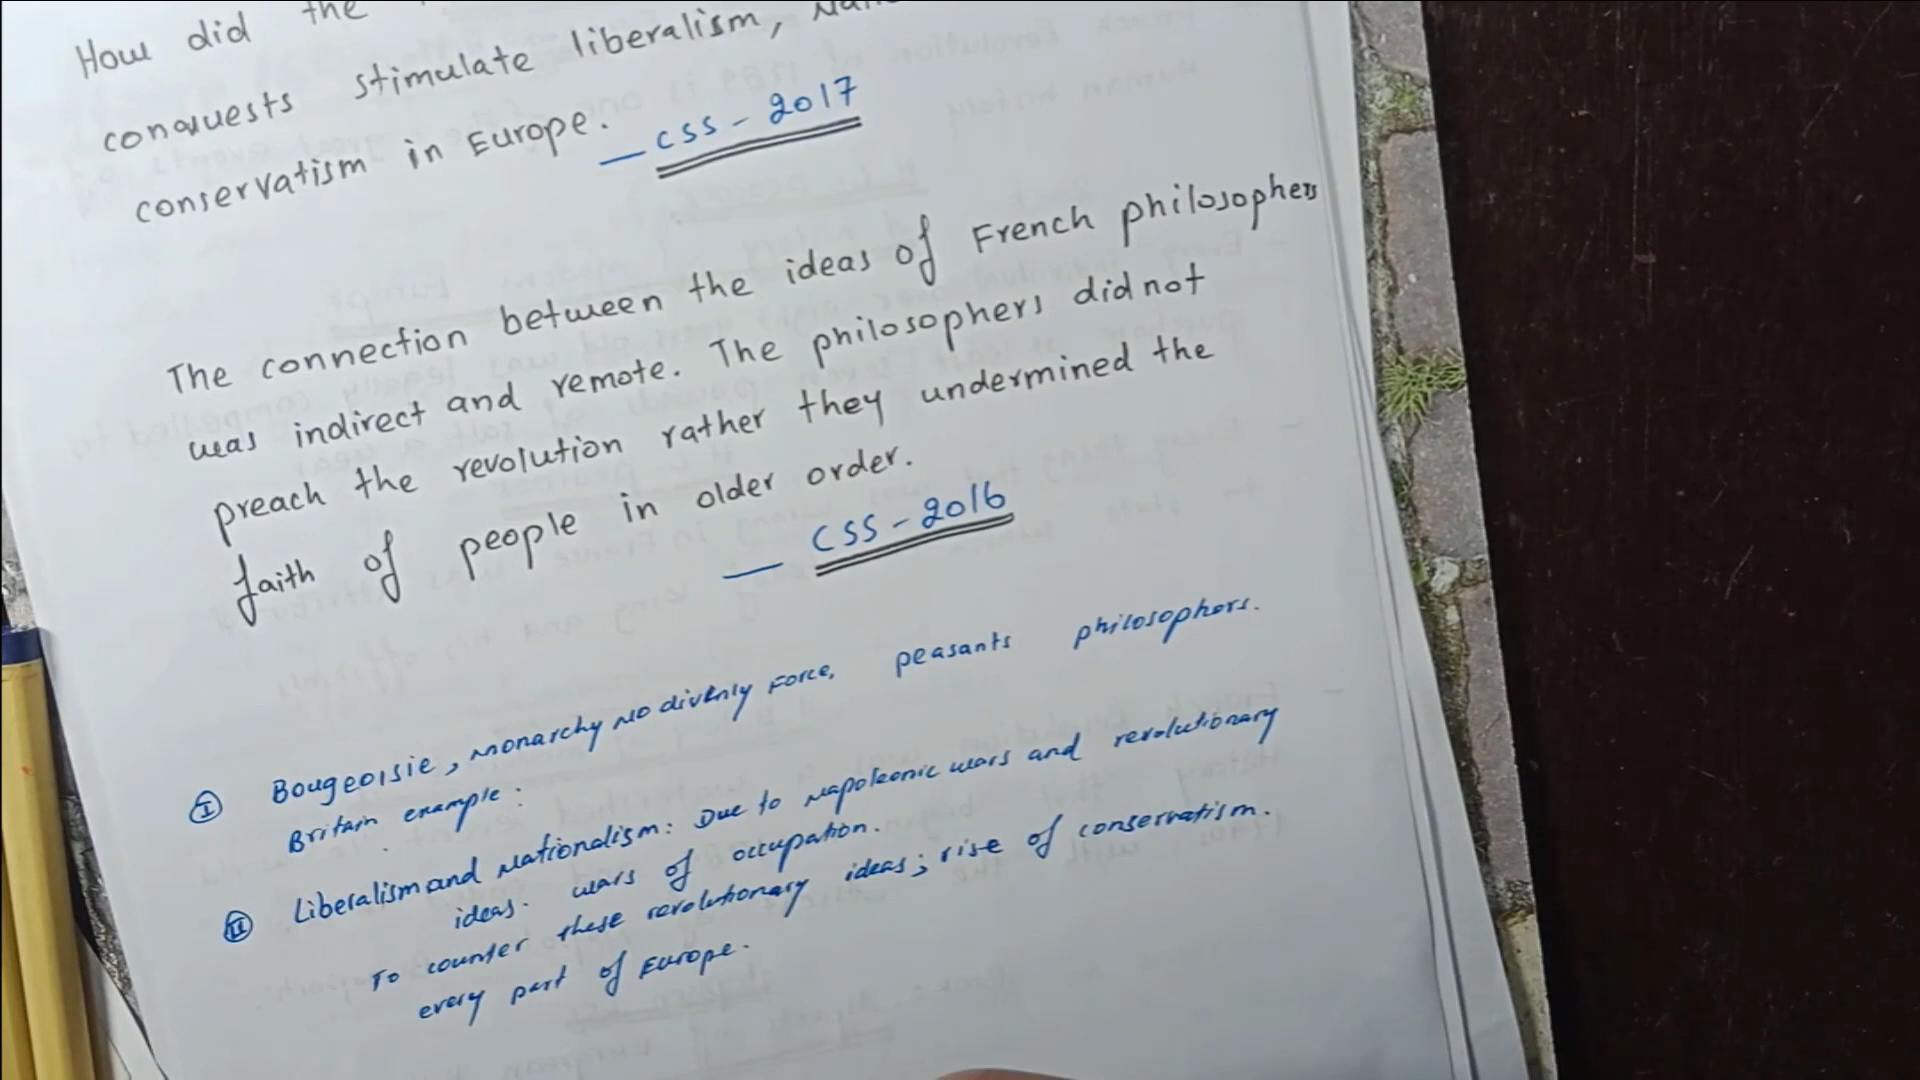 How did the
conquests stimulate liberalism,
conservatism in Europe. — CSS - 2017
The connection between the ideas of French philosophers
was indirect and remote. The philosophers did not
preach the revolution rather they undermined the
faith of people in older order.
— CSS - 2016
I Bougeoisie, Monarchy no divinly Force, peasants philosophers.
Britain example:
II Liberalism and Nationalism: Due to Napoleonic wars and revolutionary
ideas. wars of occupation.
To counter these revolutionary ideas; rise of conservatism.
every part of Europe.